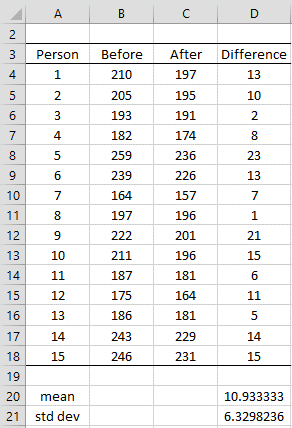 A B C D
2
3 Person Before After Difference
4 1 210 197 13
5 2 205 195 10
6 3 193 191 2
7 4 182 174 8
8 5 259 236 23
9 6 239 226 13
10 7 164 157 7
11 8 197 196 1
12 9 222 201 21
13 10 211 196 15
14 11 187 181 6
15 12 175 164 11
16 13 186 181 5
17 14 243 229 14
18 15 246 231 15
19
20 mean 10.933333
21 std dev 6.3298236